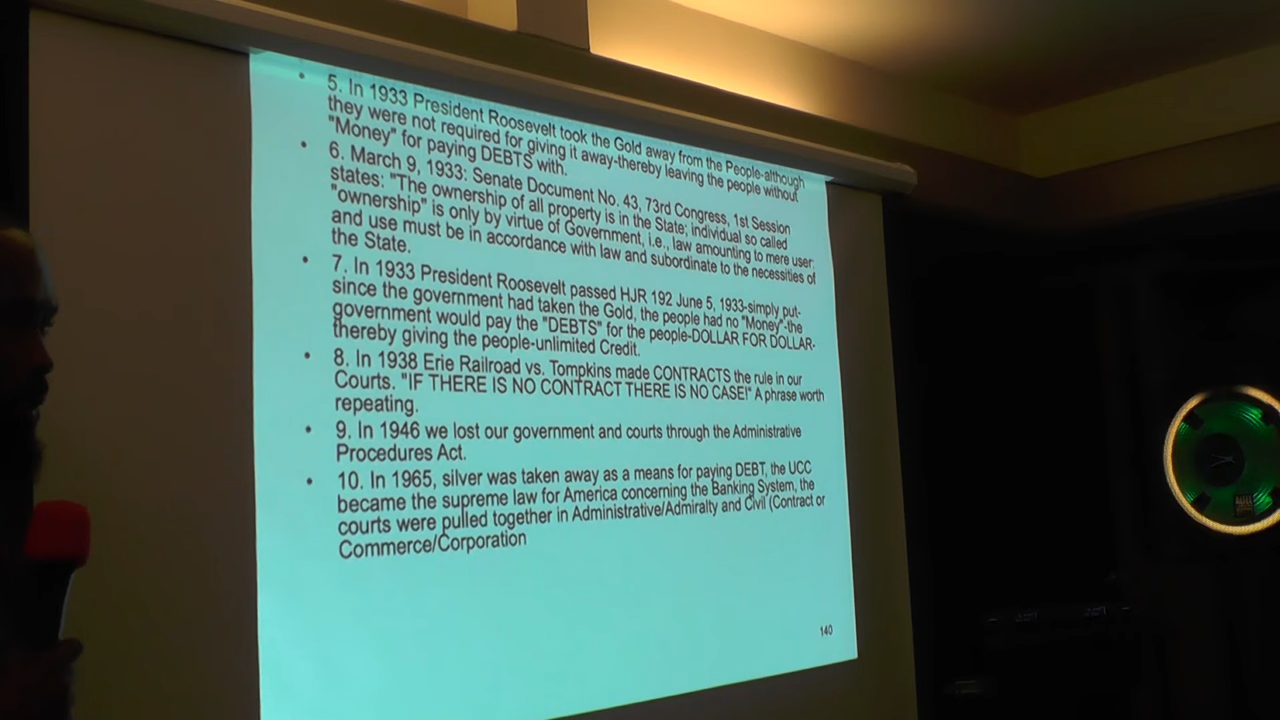 • 5. In 1933 President Roosevelt took the Gold away from the People-although
they were not required for giving it away-thereby leaving the people without
"Money" for paying DEBTS with.
• 6. March 9, 1933: Senate Document No. 43, 73rd Congress, 1st Session
states: "The ownership of all property is in the State; individual so called
"ownership" is only by virtue of Government, i.e., law amounting to mere user;
and use must be in accordance with law and subordinate to the necessities of
the State.
• 7. In 1933 President Roosevelt passed HJR 192 June 5, 1933-simply put-
since the government had taken the Gold, the people had no "Money"-the
government would pay the "DEBTS" for the people-DOLLAR FOR DOLLAR-
thereby giving the people-unlimited Credit.
• 8. In 1938 Erie Railroad vs. Tompkins made CONTRACTS the rule in our
Courts. "IF THERE IS NO CONTRACT THERE IS NO CASE!" A phrase worth
repeating.
• 9. In 1946 we lost our government and courts through the Administrative
Procedures Act.
• 10. In 1965, silver was taken away as a means for paying DEBT, the UCC
became the supreme law for America concerning the Banking System, the
courts were pulled together in Administrative/Admiralty and Civil (Contract or
Commerce/Corporation
140